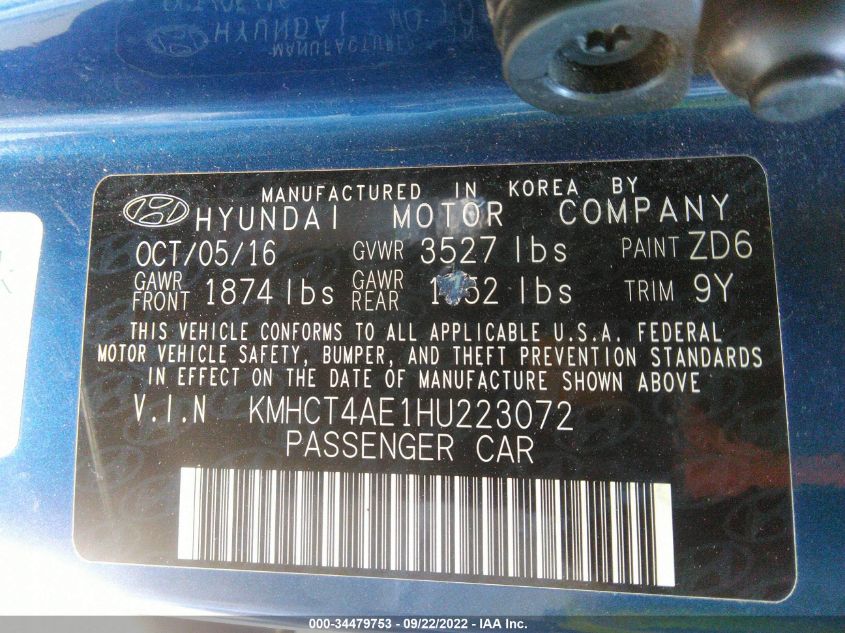 MANUFACTURED IN KOREA BY
HYUNDAI MOTOR COMPANY
OCT/05/16 GVWR 3527 lbs PAINT ZD6
GAWR FRONT 1874 lbs GAWR REAR lbs TRIM 9Y
THIS VEHICLE CONFORMS TO ALL APPLICABLE U.S.A. FEDERAL
MOTOR VEHICLE SAFETY, BUMPER, AND THEFT PREVENTION STANDARDS
IN EFFECT ON THE DATE OF MANUFACTURE SHOWN ABOVE
V.I.N KMHCT4AE1HU223072
PASSENGER CAR
000-34479753 - 09/22/2022 - IAA Inc.